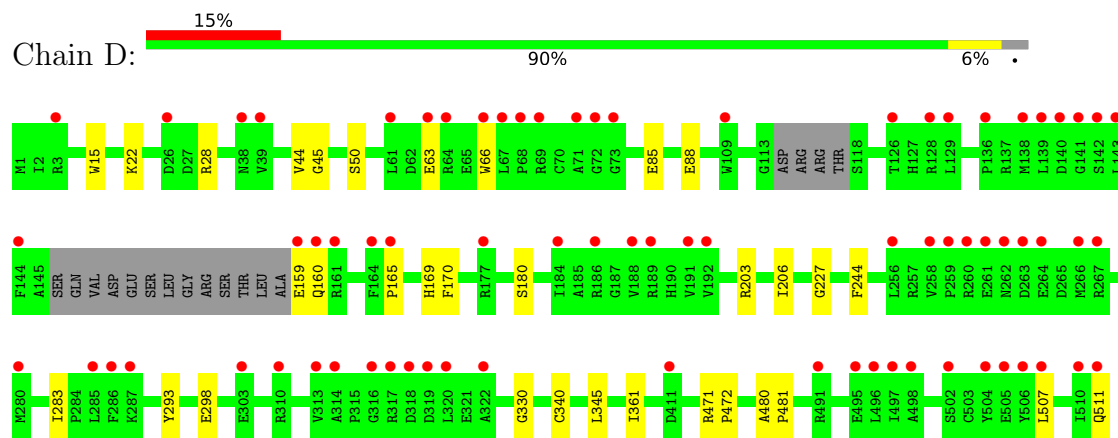 15%
Chain D:
90% 6% •
M1 I2 R3 W15 K22 D26 D27 R28 N38 V39 V44 G45 S50 L61 D62 E63 R64 E65 W66 L67 P68 R69 C70 A71 G72 G73 E85 E88 W109 G113 ASP ARG ARG THR S118 T126 H127 R128 L129 P136 R137 M138 L139 D140 G141 S142 L143
F144 A145 SER GLN VAL ASP GLU SER LEU GLY ARG SER THR LEU ALA E159 Q160 R161 F164 P165 H169 F170 R177 S180 I184 A185 R186 G187 V188 R189 H190 V191 V192 R203 I206 G227 F244 L256 R257 V258 P259 R260 E261 N262 D263 E264 D265 M266 R267
M280 I283 P284 L285 F286 K287 Y293 E298 E303 R310 V313 A314 P315 G316 R317 D318 D319 L320 E321 A322 G330 C340 L345 I361 D411 R471 P472 A480 P481 R491 E495 L496 I497 A498 S502 C503 Y504 E505 Y506 L507 I510 Q511